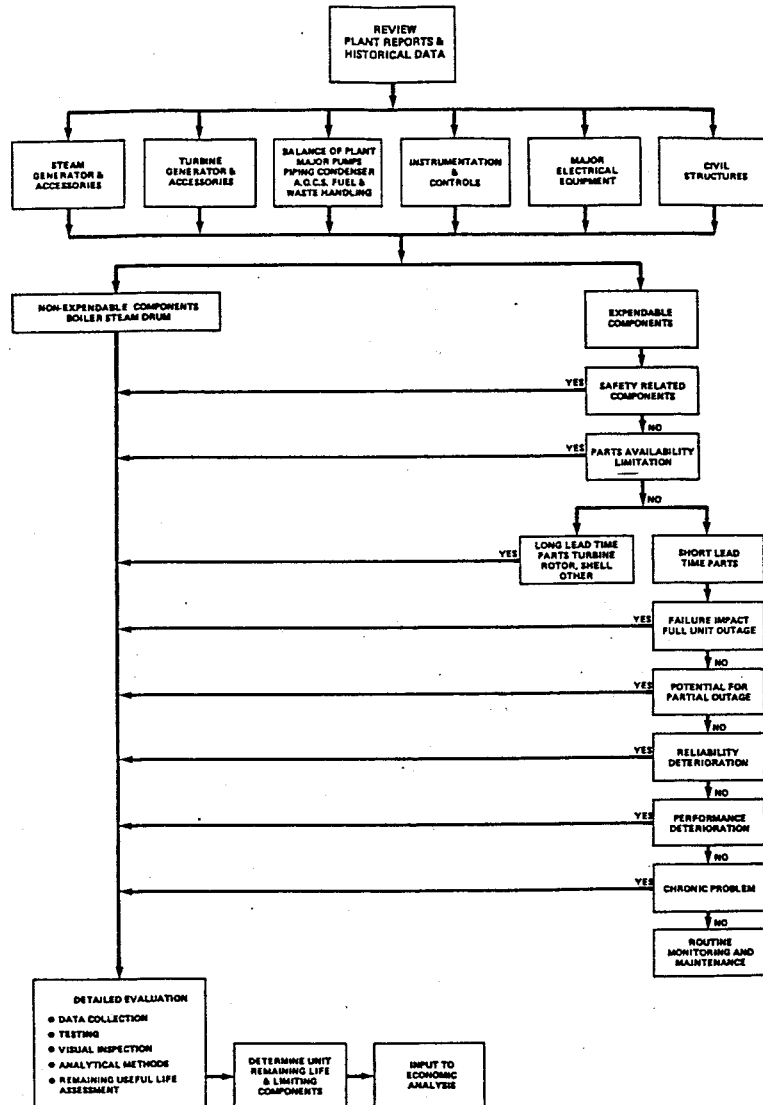 REVIEW
PLANT REPORTS &
HISTORICAL DATA
STEAM
GENERATOR &
ACCESSORIES
TURBINE
GENERATOR &
ACCESSORIES
BALANCE OF PLANT
MAJOR PUMPS
PIPING CONDENSER
A.Q.C.S. FUEL &
WASTE HANDLING
INSTRUMENTATION
&
CONTROLS
MAJOR
ELECTRICAL
EQUIPMENT
CIVIL
STRUCTURES
NON-EXPENDABLE COMPONENTS
BOILER STEAM DRUM
EXPENDABLE
COMPONENTS
YES
SAFETY RELATED
COMPONENTS
NO
YES
PARTS AVAILABILITY
LIMITATION
NO
YES
LONG LEAD TIME
PARTS TURBINE
ROTOR, SHELL
OTHER
SHORT LEAD
TIME PARTS
YES
FAILURE IMPACT
FULL UNIT OUTAGE
NO
YES
POTENTIAL FOR
PARTIAL OUTAGE
NO
YES
RELIABILITY
DETERIORATION
NO
YES
PERFORMANCE
DETERIORATION
NO
YES
CHRONIC PROBLEM
NO
ROUTINE
MONITORING AND
MAINTENANCE
DETAILED EVALUATION
• DATA COLLECTION
• TESTING
• VISUAL INSPECTION
• ANALYTICAL METHODS
• REMAINING USEFUL LIFE
ASSESSMENT
DETERMINE UNIT
REMAINING LIFE
& LIMITING
COMPONENTS
INPUT TO
ECONOMIC
ANALYSIS